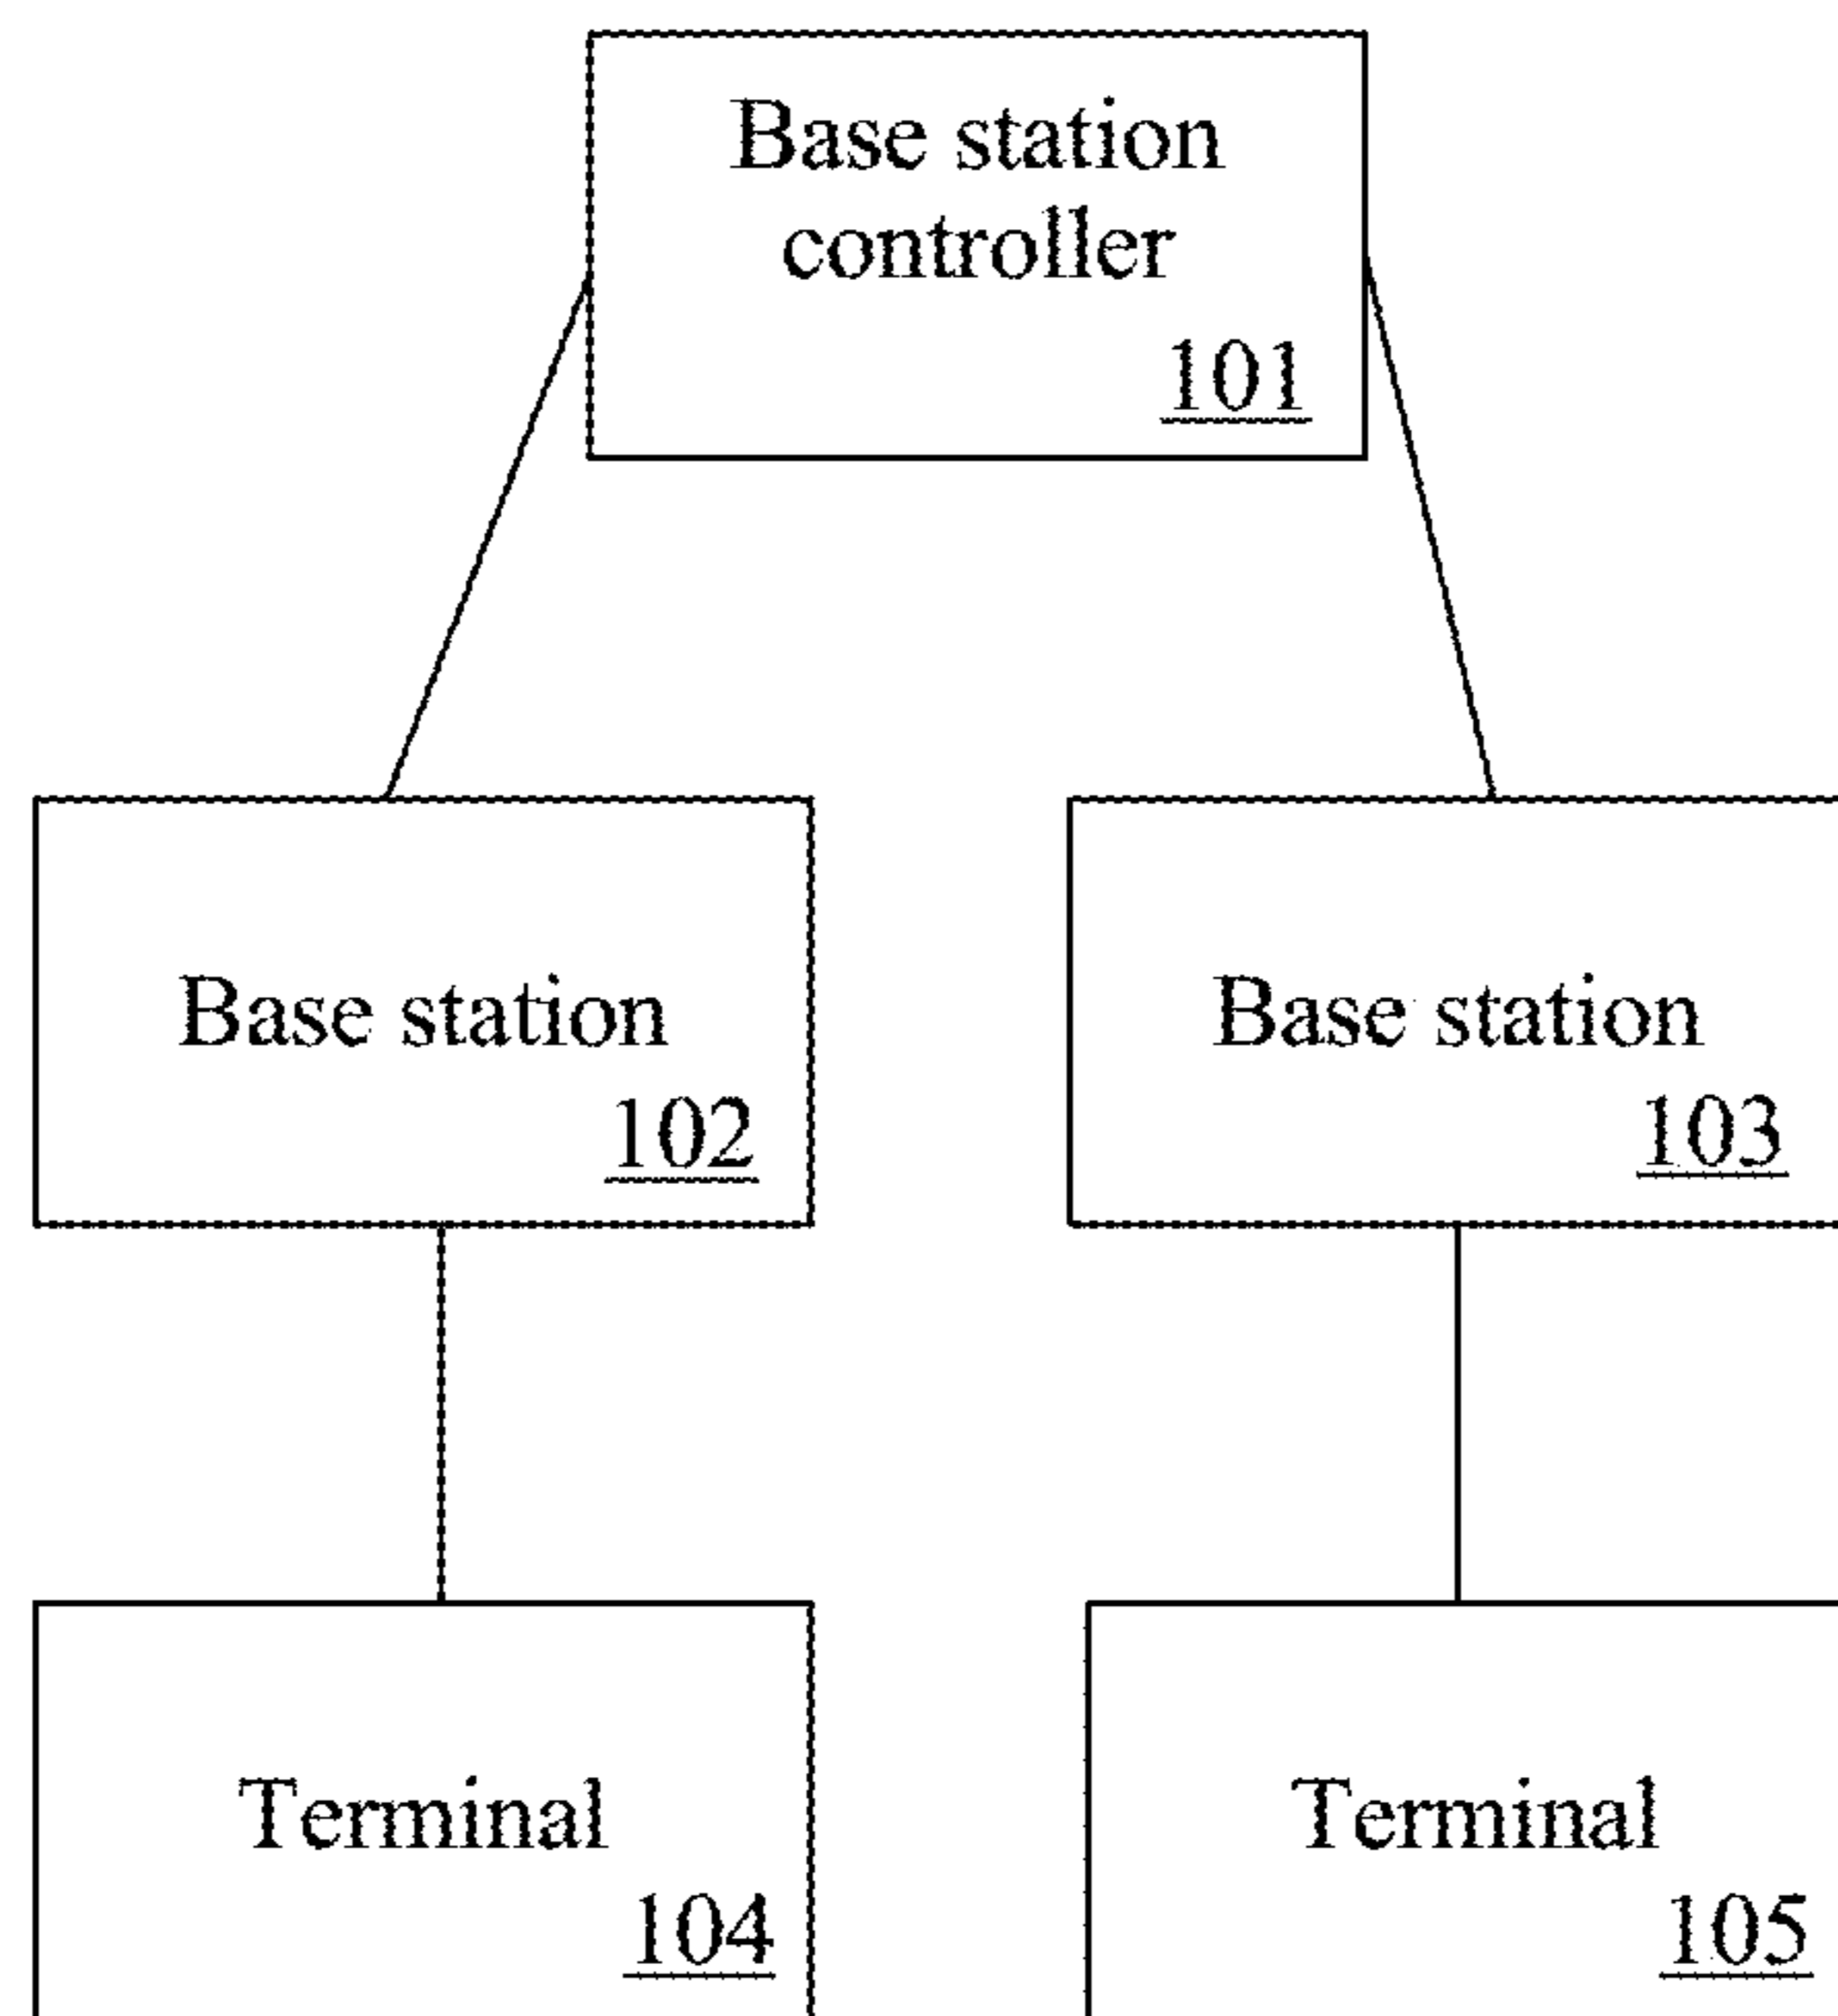 Base station
controller
101
Base station
102
Base station
103
Terminal
104
Terminal
105